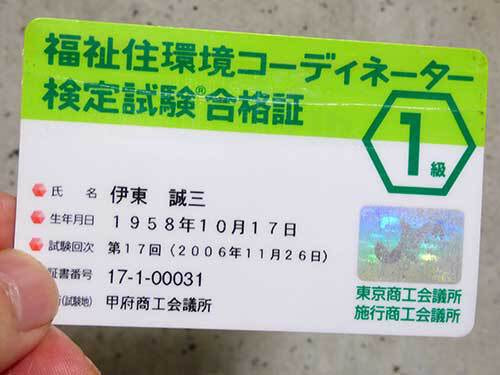 福祉住環境コーディネーター
検定試験®合格証
1級
氏 名 伊東 誠三
生年月日 1958年10月17日
試験回次 第17回(2006年11月26日)
証書番号 17-1-00031
(試験地) 甲府商工会議所
東京商工会議所
施行商工会議所